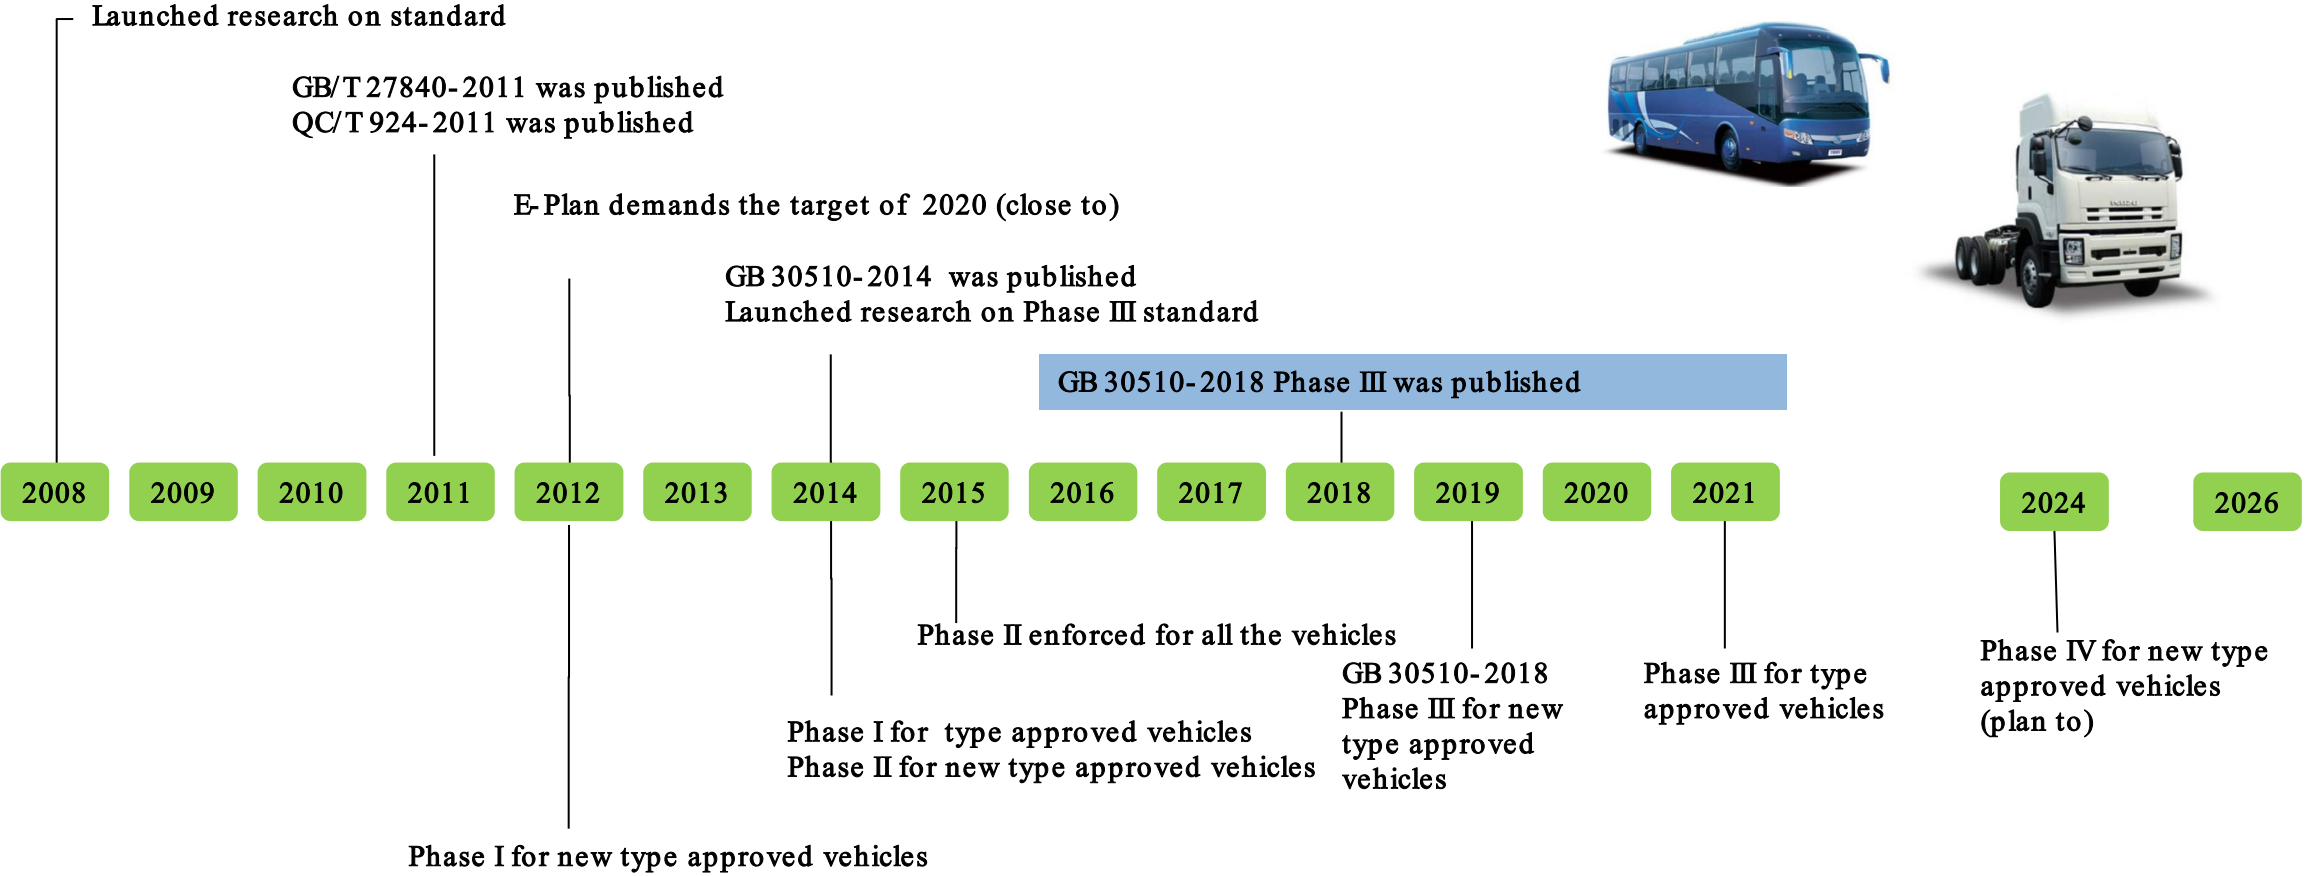 Launched research on standard
GB/T 27840-2011 was published
QC/T 924-2011 was published
E-Plan demands the target of 2020 (close to)
GB 30510-2014 was published
Launched research on Phase III standard
GB 30510-2018 Phase III was published
2008 2009 2010 2011 2012 2013 2014 2015 2016 2017 2018 2019 2020 2021 2024 2026
Phase II enforced for all the vehicles
GB 30510-2018
Phase III for new
type approved
vehicles
Phase III for type
approved vehicles
Phase IV for new type
approved vehicles
(plan to)
Phase I for type approved vehicles
Phase II for new type approved vehicles
Phase I for new type approved vehicles